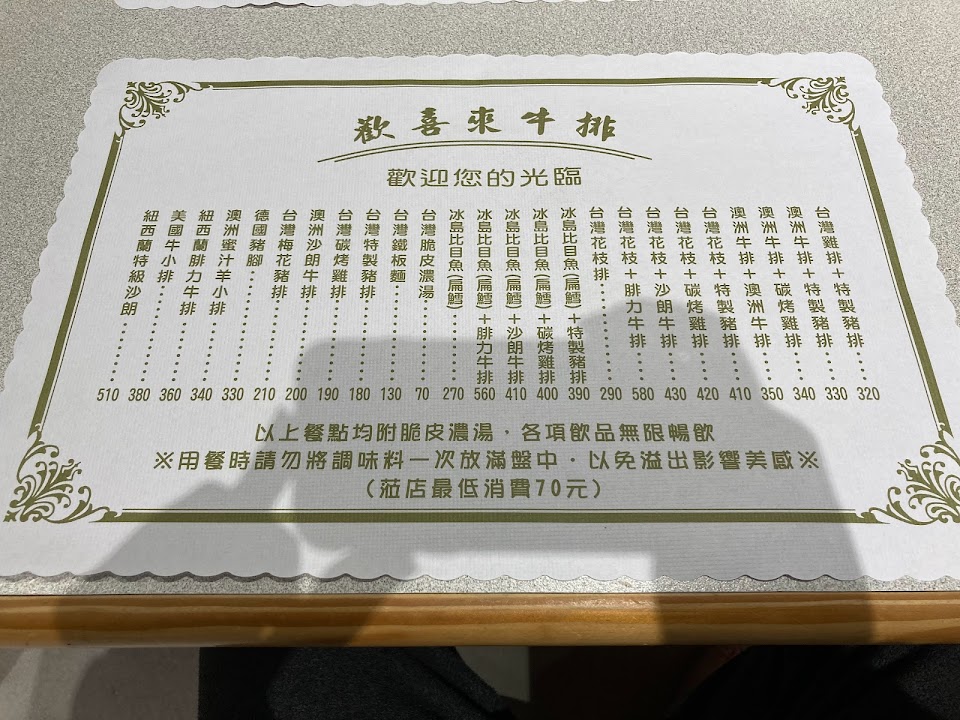 歡喜來牛排
歡迎您的光臨
紐西蘭特級沙朗……510
美國牛小排……380
紐西蘭腓力牛排……360
澳洲蜜汁羊小排……340
德國豬腳……330
台灣梅花豬排……210
澳洲沙朗牛排……200
台灣碳烤雞排……190
台灣特製豬排……180
台灣鐵板麵……130
台灣脆皮濃湯……70
冰島比目魚(扁鱈)……270
冰島比目魚(扁鱈)+腓力牛排 560
冰島比目魚(扁鱈)+沙朗牛排 410
冰島比目魚(扁鱈)+碳烤雞排 400
冰島比目魚(扁鱈)+特製豬排 390
台灣花枝排……290
台灣花枝+腓力牛排……580
台灣花枝+沙朗牛排……430
台灣花枝+碳烤雞排……420
台灣花枝+特製豬排……410
澳洲牛排+澳洲牛排……350
澳洲牛排+碳烤雞排……340
澳洲牛排+特製豬排……330
台灣雞排+特製豬排……320
以上餐點均附脆皮濃湯．各項飲品無限暢飲
※用餐時請勿將調味料一次放滿盤中．以免溢出影響美感※
(蒞店最低消費70元)